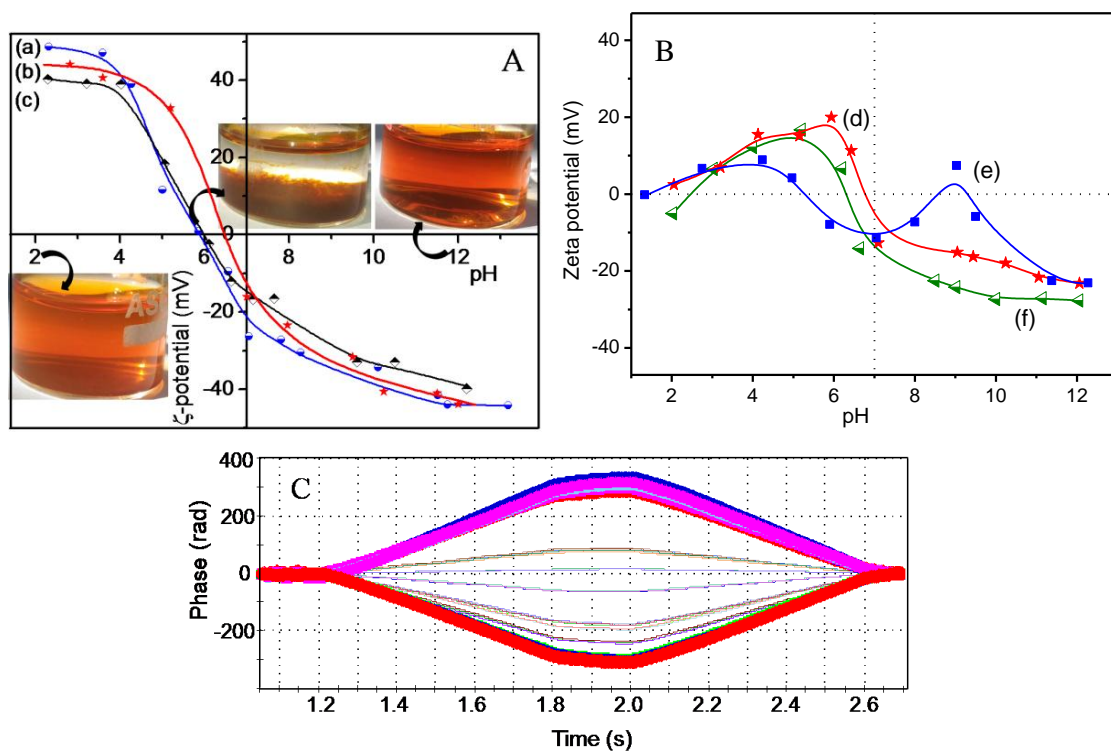 A
(a)
(b)
(c)
40
20
0
-20
-40
2
4
6
8
10
12
pH
ζ-potential (mV)
AS
B
40
20
0
-20
-40
Zeta potential (mV)
(d)
(e)
(f)
2
4
6
8
10
12
pH
C
400
200
0
-200
Phase (rad)
1.2
1.4
1.6
1.8
2.0
2.2
2.4
2.6
Time (s)